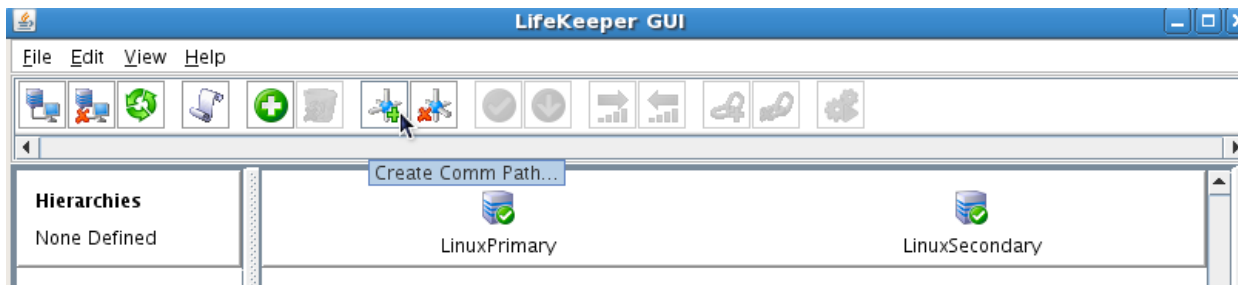 LifeKeeper GUI
File Edit View Help
Create Comm Path...
Hierarchies
None Defined
LinuxPrimary
LinuxSecondary